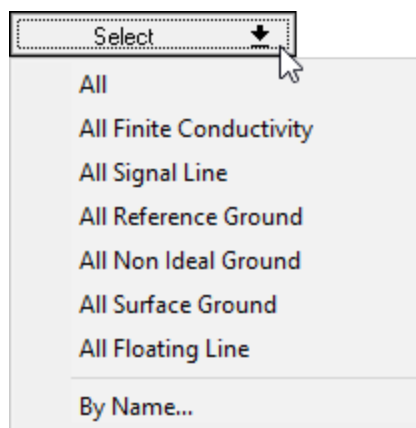 Select
All
All Finite Conductivity
All Signal Line
All Reference Ground
All Non Ideal Ground
All Surface Ground
All Floating Line
By Name...